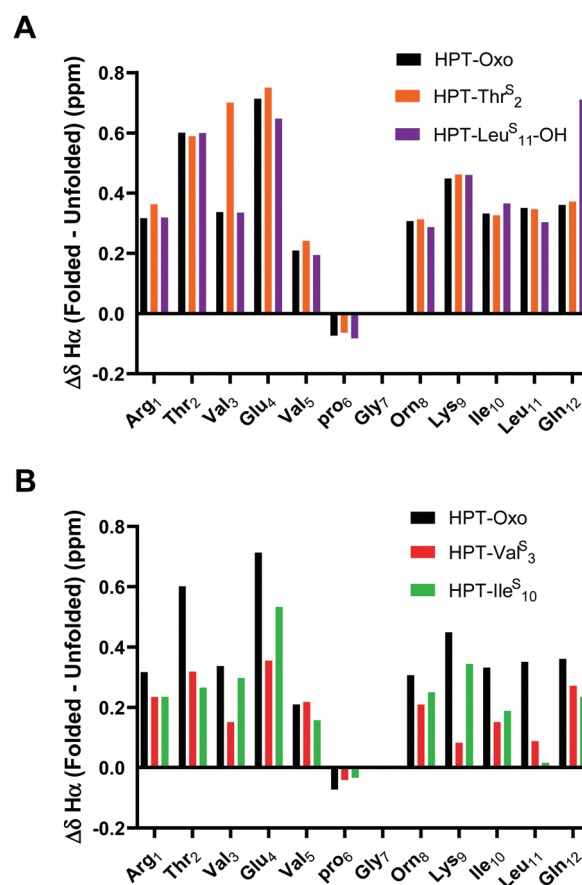 A
HPT-Oxo
HPT-Thrˢ₂
HPT-Leuˢ₁₁-OH
Δδ Hα (Folded - Unfolded) (ppm)
0.8
0.6
0.4
0.2
0.0
-0.2
Arg₁ Thr₂ Val₃ Glu₄ Val₅ pro₆ Gly₇ Orn₈ Lys₉ Ile₁₀ Leu₁₁ Gln₁₂
B
HPT-Oxo
HPT-Valˢ₃
HPT-Ileˢ₁₀
Δδ Hα (Folded - Unfolded) (ppm)
0.8
0.6
0.4
0.2
0.0
-0.2
Arg₁ Thr₂ Val₃ Glu₄ Val₅ pro₆ Gly₇ Orn₈ Lys₉ Ile₁₀ Leu₁₁ Gln₁₂